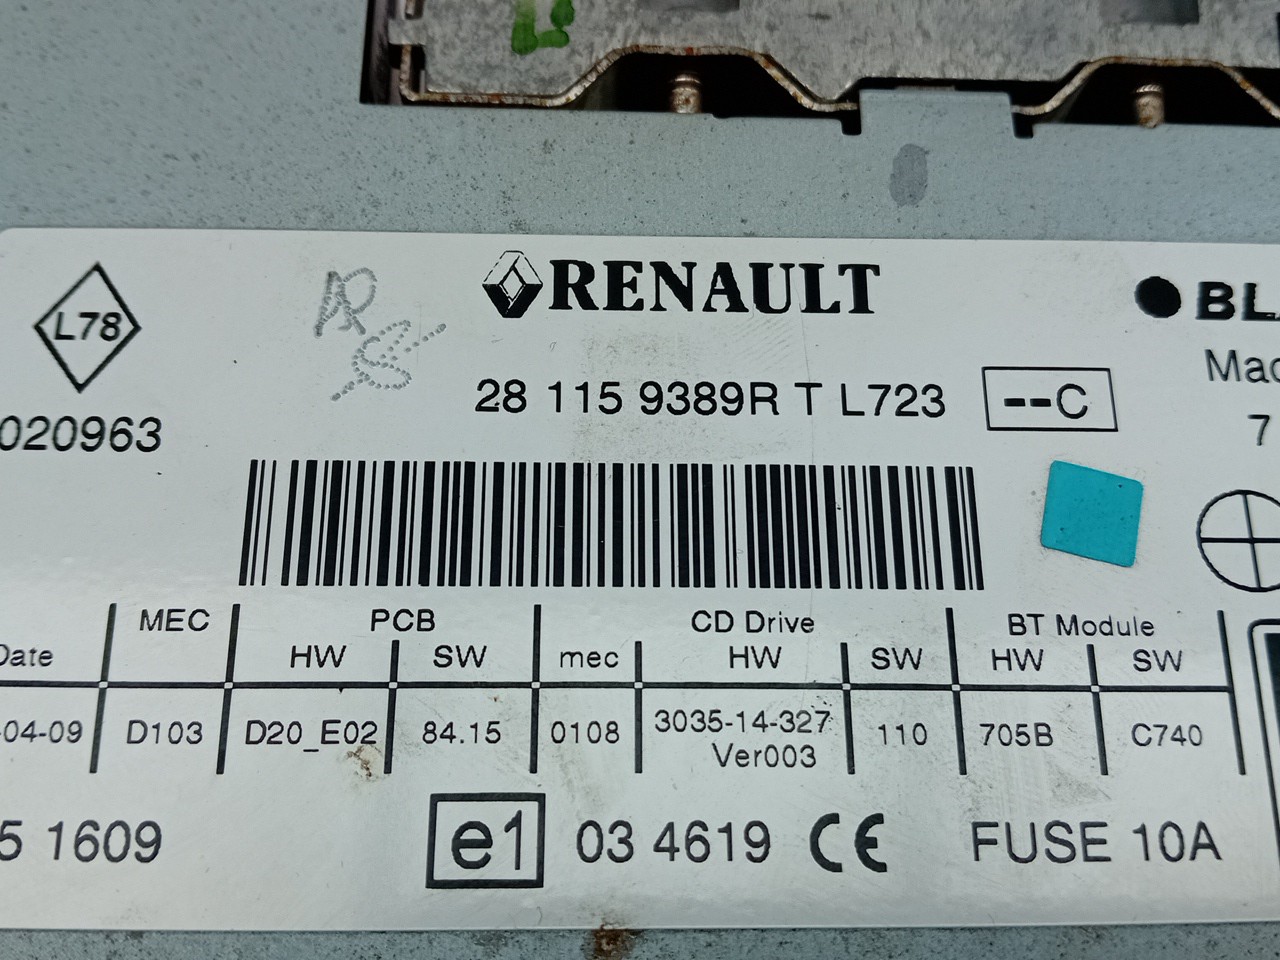 L78
RENAULT
28 115 9389R T L723
--C
020963
7
MEC PCB CD Drive BT Module
Date HW SW mec HW SW HW SW
-04-09 D103 D20_E02 84.15 0108 3035-14-327 Ver003 110 705B C740
5 1609
e1 03 4619 CE FUSE 10A